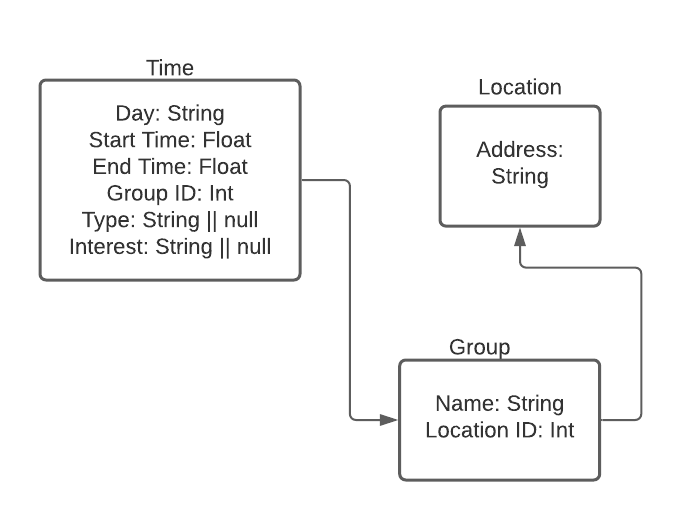 Time
Day: String
Start Time: Float
End Time: Float
Group ID: Int
Type: String || null
Interest: String || null
Location
Address:
String
Group
Name: String
Location ID: Int